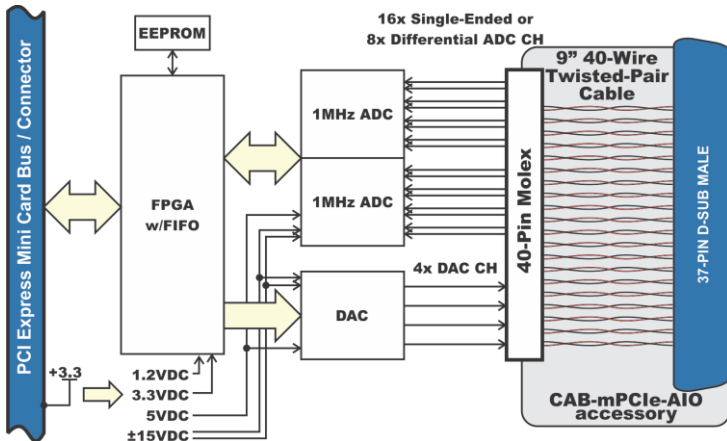 16x Single-Ended or
8x Differential ADC CH
EEPROM
9” 40-Wire
Twisted-Pair
Cable
1MHz ADC
FPGA
w/FIFO
1MHz ADC
PCI Express Mini Card Bus / Connector
40-Pin Molex
37-PIN D-SUB MALE
4x DAC CH
DAC
+3.3
1.2VDC
3.3VDC
5VDC
±15VDC
CAB-mPCIe-AIO
accessory